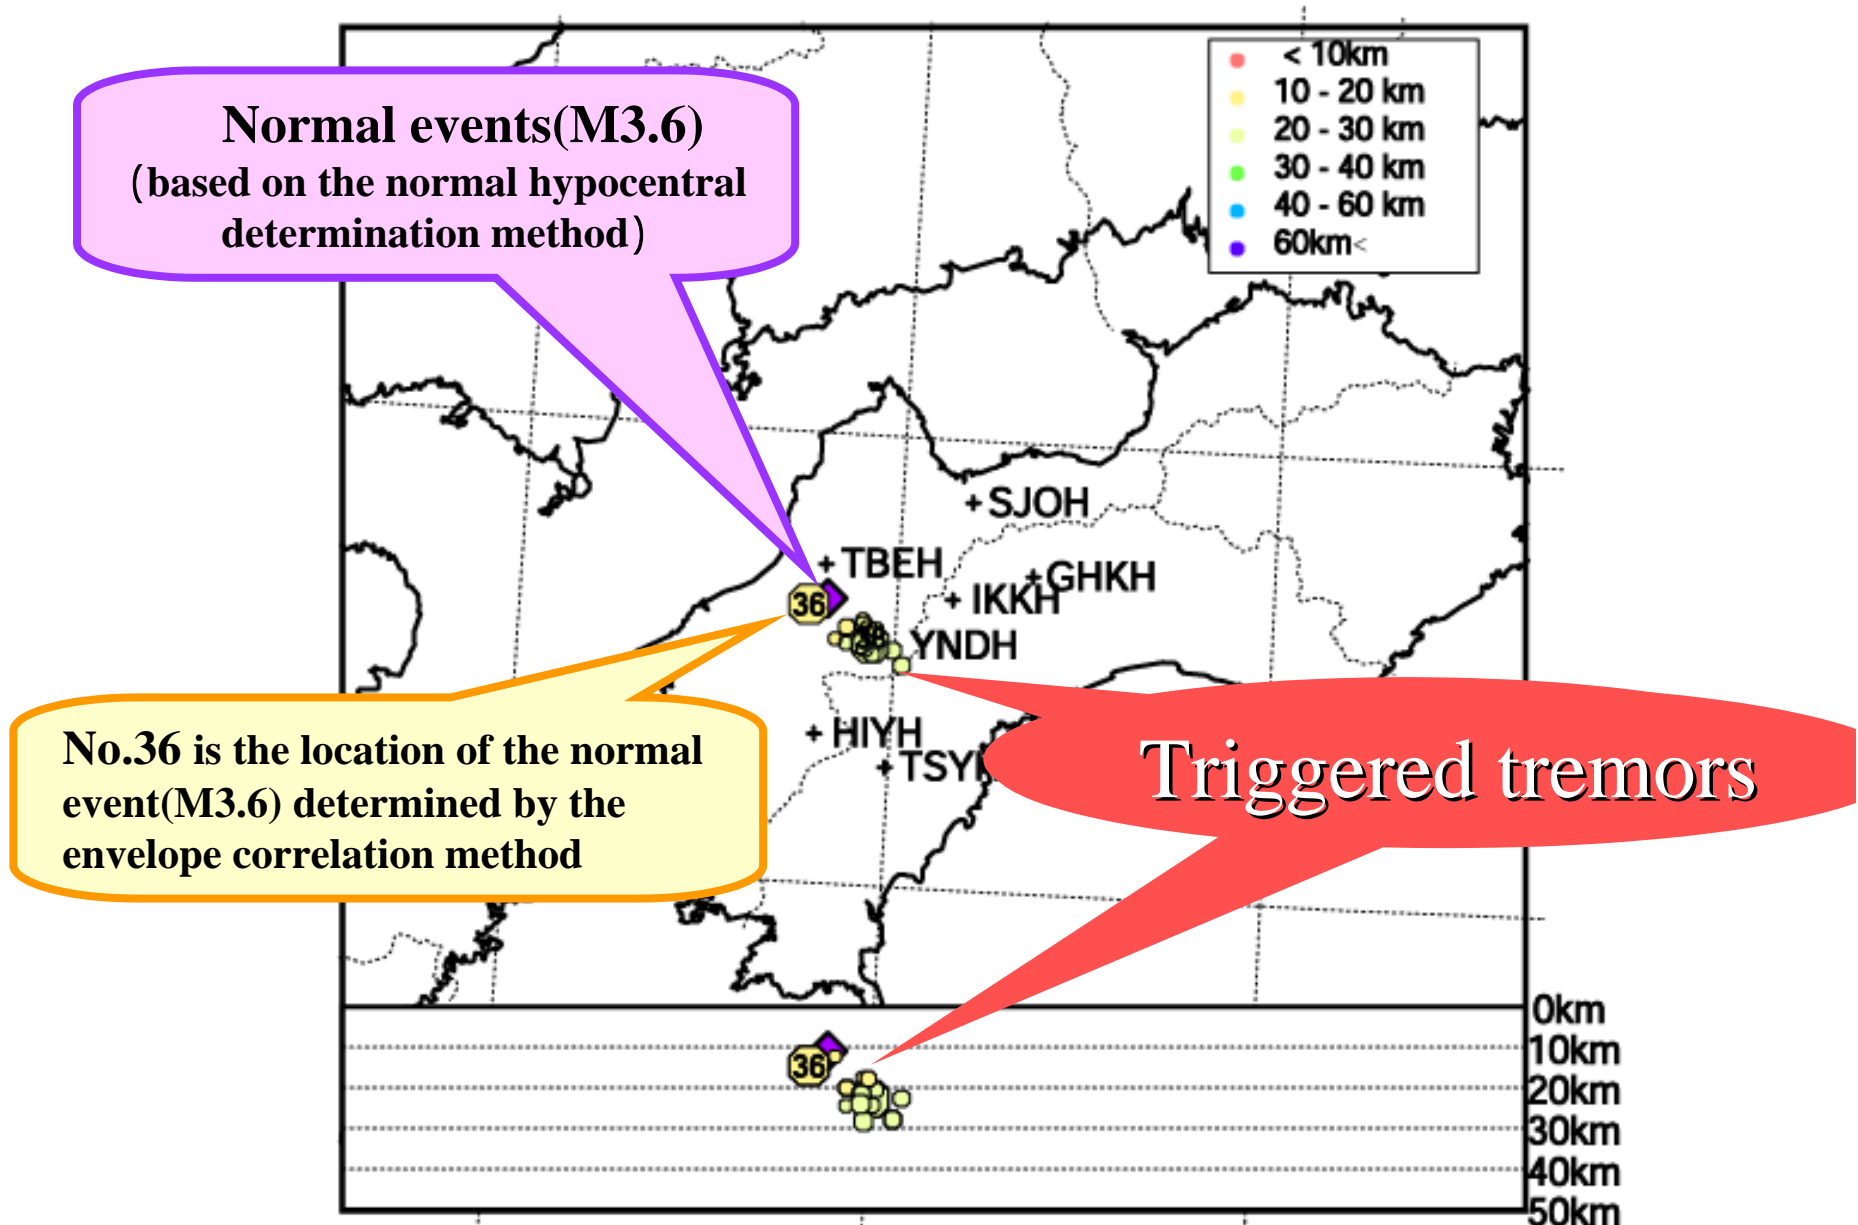 < 10km
10 - 20 km
20 - 30 km
30 - 40 km
40 - 60 km
60km<
Normal events(M3.6)
(based on the normal hypocentral
determination method)
SJOH
TBEH
GHKH
IKKH
36
YNDH
HIYH
No.36 is the location of the normal
event(M3.6) determined by the
envelope correlation method
Triggered tremors
0km
10km
36
20km
30km
40km
50km